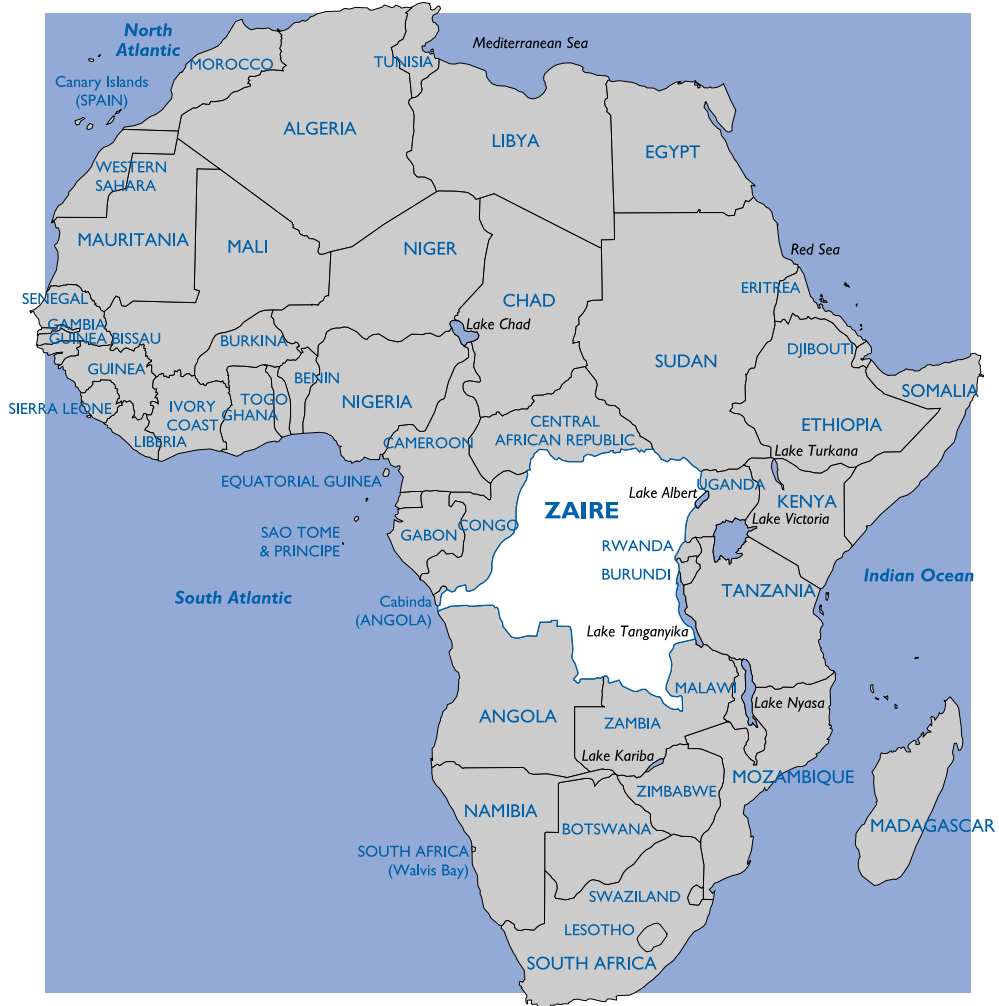 North
Atlantic
Mediterranean Sea
MOROCCO
TUNISIA
Canary Islands
(SPAIN)
ALGERIA
LIBYA
EGYPT
WESTERN
SAHARA
MAURITANIA
MALI
NIGER
Red Sea
SENEGAL
ERITREA
CHAD
GAMBIA
Lake Chad
GUINEA BISSAU
BURKINA
DJIBOUTI
GUINEA
SUDAN
BENIN
SOMALIA
SIERRA LEONE
IVORY
COAST
TOGO
GHANA
NIGERIA
CENTRAL
AFRICAN REPUBLIC
ETHIOPIA
LIBERIA
CAMEROON
Lake Turkana
EQUATORIAL GUINEA
UGANDA
Lake Albert
KENYA
ZAIRE
Lake Victoria
CONGO
GABON
SAO TOME
& PRINCIPE
RWANDA
BURUNDI
Indian Ocean
TANZANIA
South Atlantic
Cabinda
(ANGOLA)
Lake Tanganyika
MALAWI
Lake Nyasa
ANGOLA
ZAMBIA
Lake Kariba
MOZAMBIQUE
ZIMBABWE
NAMIBIA
BOTSWANA
MADAGASCAR
SOUTH AFRICA
(Walvis Bay)
SWAZILAND
LESOTHO
SOUTH AFRICA